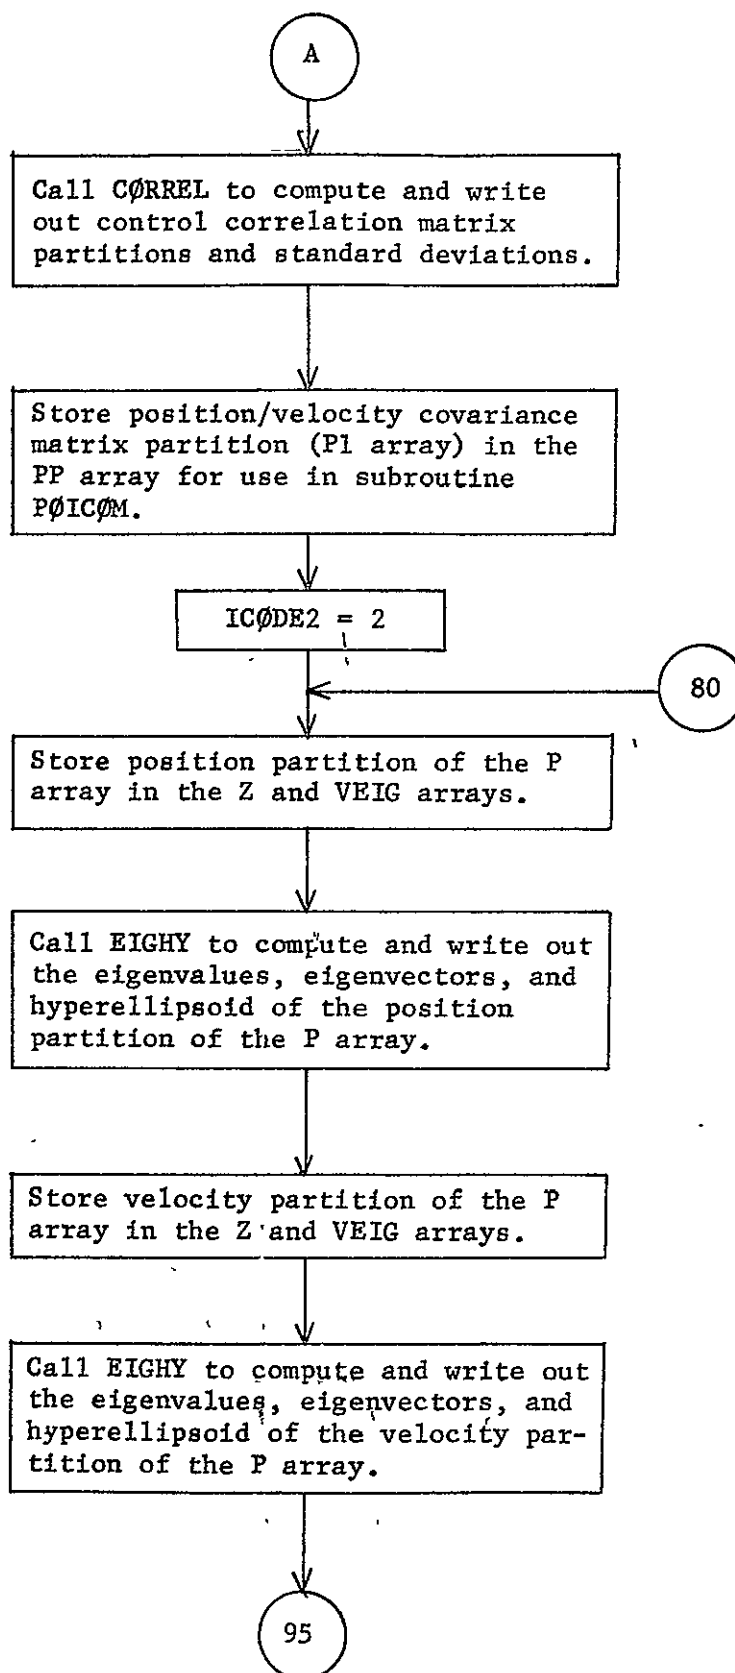 A
Call CØRREL to compute and write
out control correlation matrix
partitions and standard deviations.
Store position/velocity covariance
matrix partition (P1 array) in the
PP array for use in subroutine
PØICØM.
ICØDE2 = 2
80
Store position partition of the P
array in the Z and VEIG arrays.
Call EIGHY to compute and write out
the eigenvalues, eigenvectors, and
hyperellipsoid of the position
partition of the P array.
Store velocity partition of the P
array in the Z and VEIG arrays.
Call EIGHY to compute and write out
the eigenvalues, eigenvectors, and
hyperellipsoid of the velocity par-
tition of the P array.
95